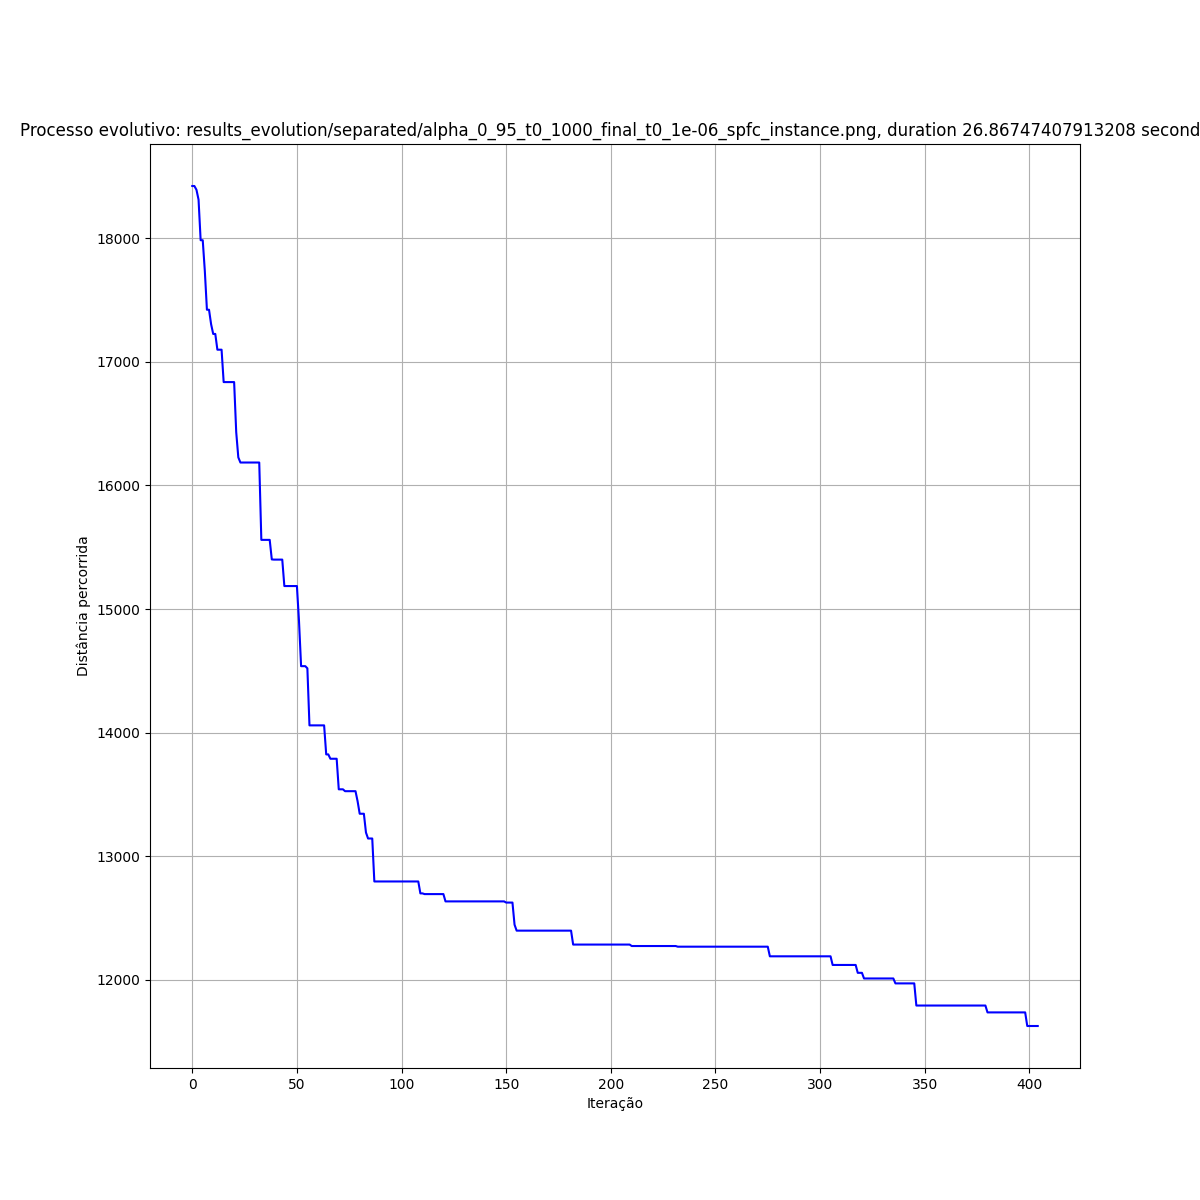 Processo evolutivo: results_evolution/separated/alpha_0_95_t0_1000_final_t0_1e-06_spfc_instance.png, duration 26.86747407913208 second
18000
17000
16000
15000
14000
13000
12000
Distância percorrida
0 50 100 150 200 250 300 350 400
Iteração